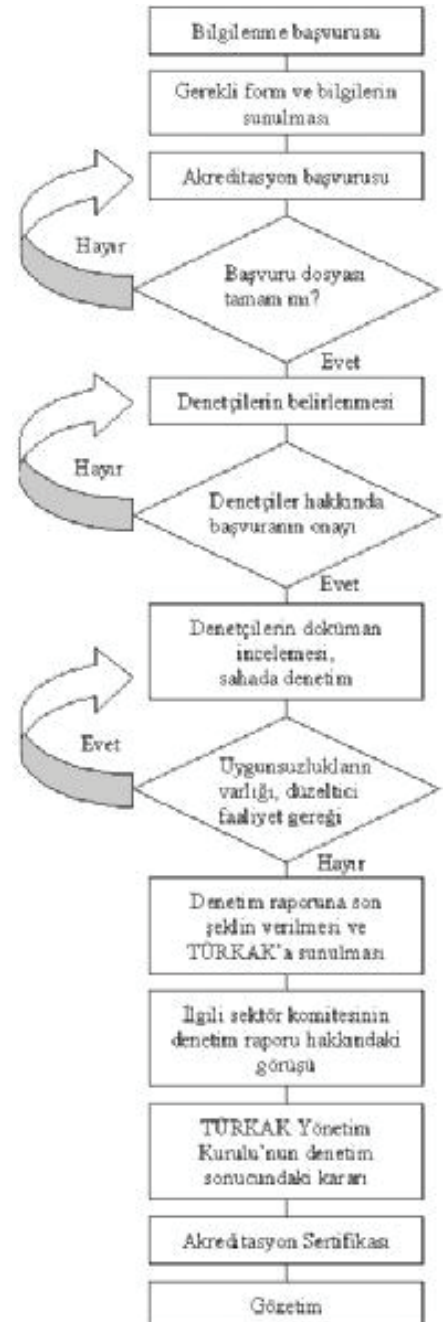 Bilgilenme başvurusu
Gerekli form ve bilgilerin
sunulması
Akreditasyon başvurusu
Hayır
Başvuru dosyası
tamam mı?
Evet
Denetçilerin belirlenmesi
Hayır
Denetçiler hakkında
başvuranın onayı
Evet
Denetçilerin doküman
incelemesi,
sahada denetim
Evet
Uygunsuzlukların
varlığı, düzeltici
faaliyet gereği
Hayır
Denetim raporuna son
şeklin verilmesi ve
TÜRKAK'a sunulması
İlgili sektör komitesinin
denetim raporu hakkındaki
görüşü
TÜRKAK Yönetim
Kurulu'nun denetim
sonucundaki kararı
Akreditasyon Sertifikası
Gözetim